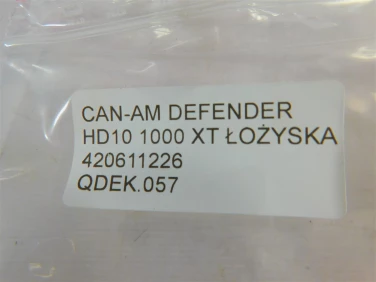 CAN-AM DEFENDER
HD10 1000 XT ŁOŻYSKA
420611226
QDEK.057